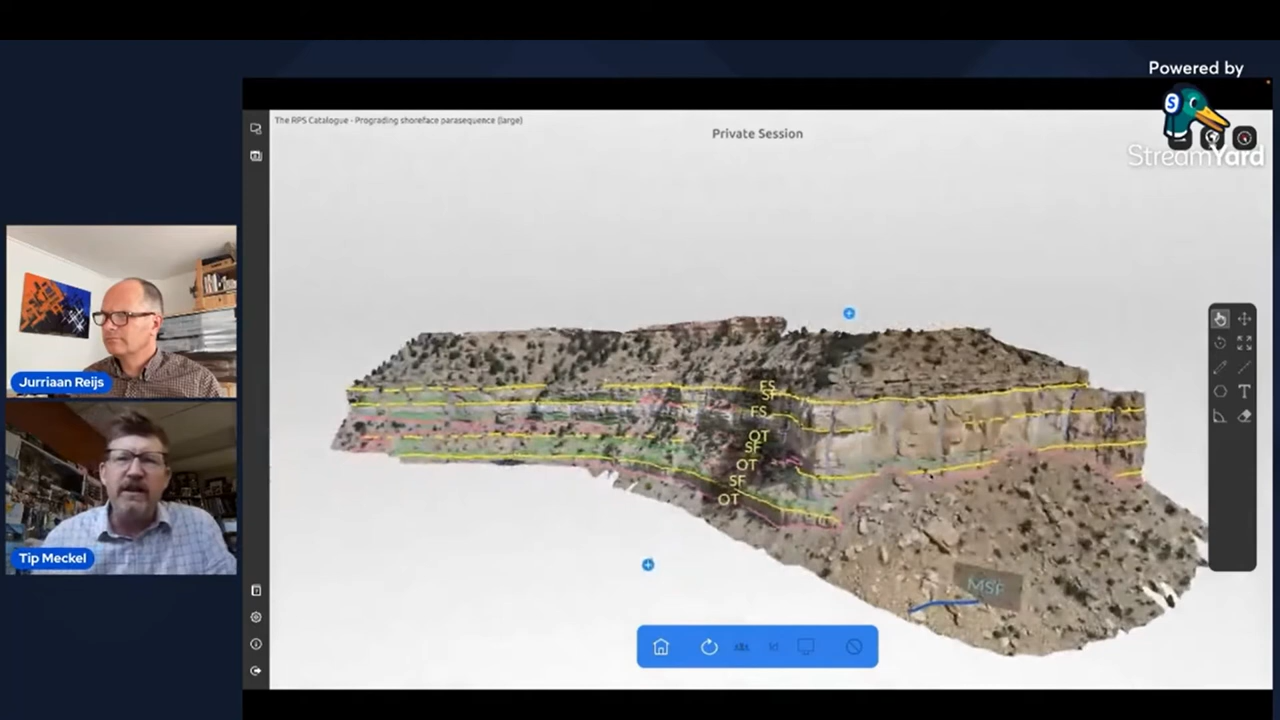 Powered by
S
StreamYard
The RPS Catalogue - Prograding shoreface parasequence (large)
Private Session
FS
SF
FS
OT
SF
OT
SF
OT
MSF
T
Jurriaan Reijs
Tip Meckel